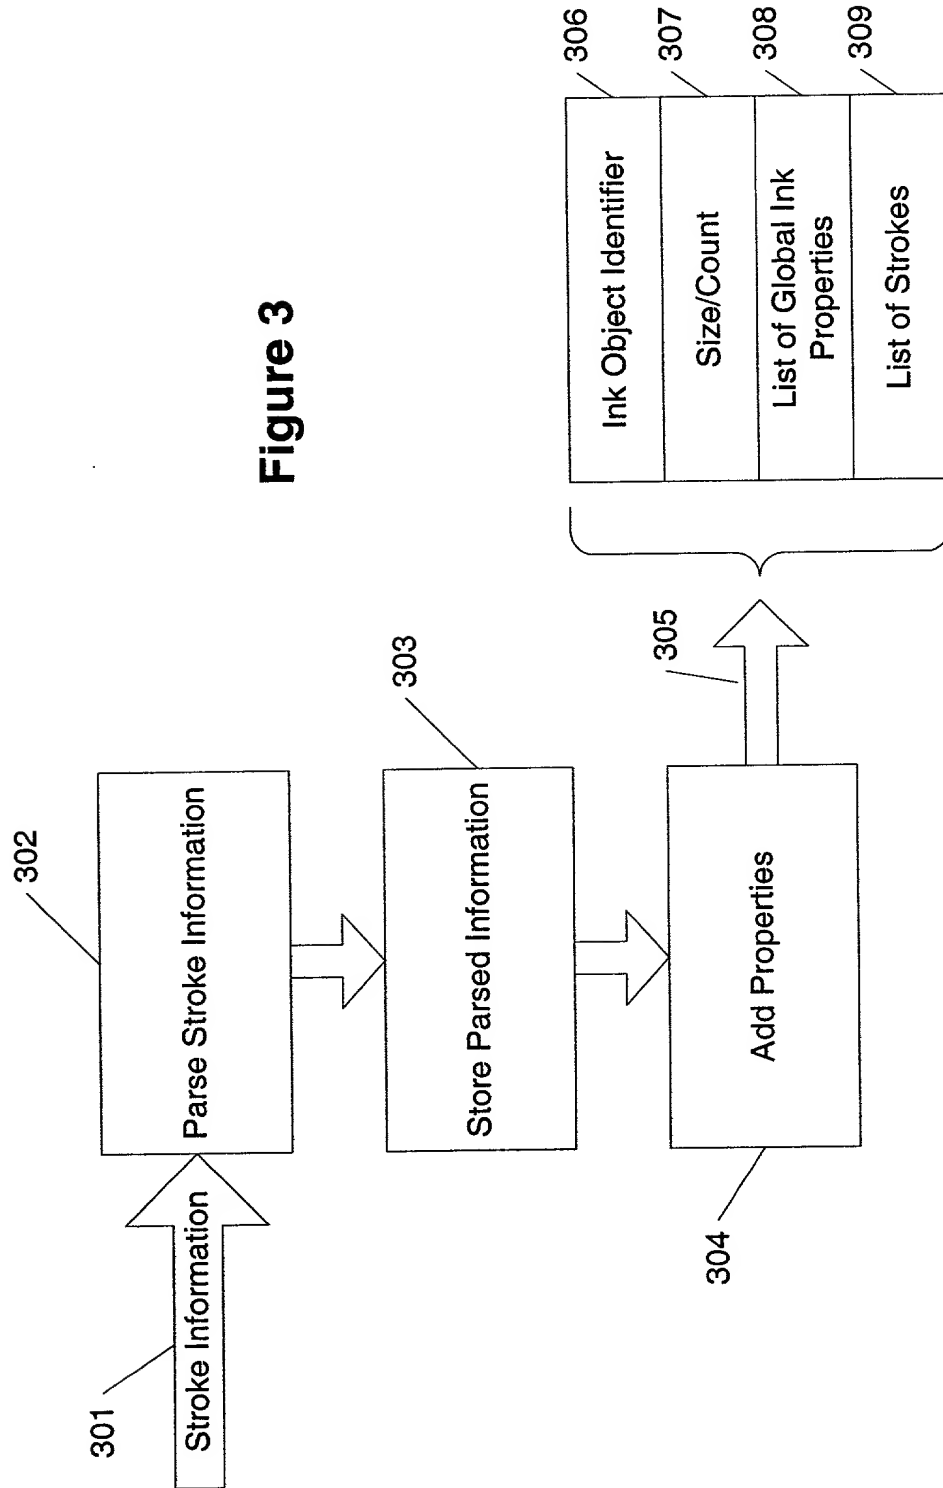 Figure 3
301
Stroke Information
302
Parse Stroke Information
303
Store Parsed Information
304
Add Properties
305
Ink Object Identifier
306
Size/Count
307
List of Global Ink
Properties
308
List of Strokes
309